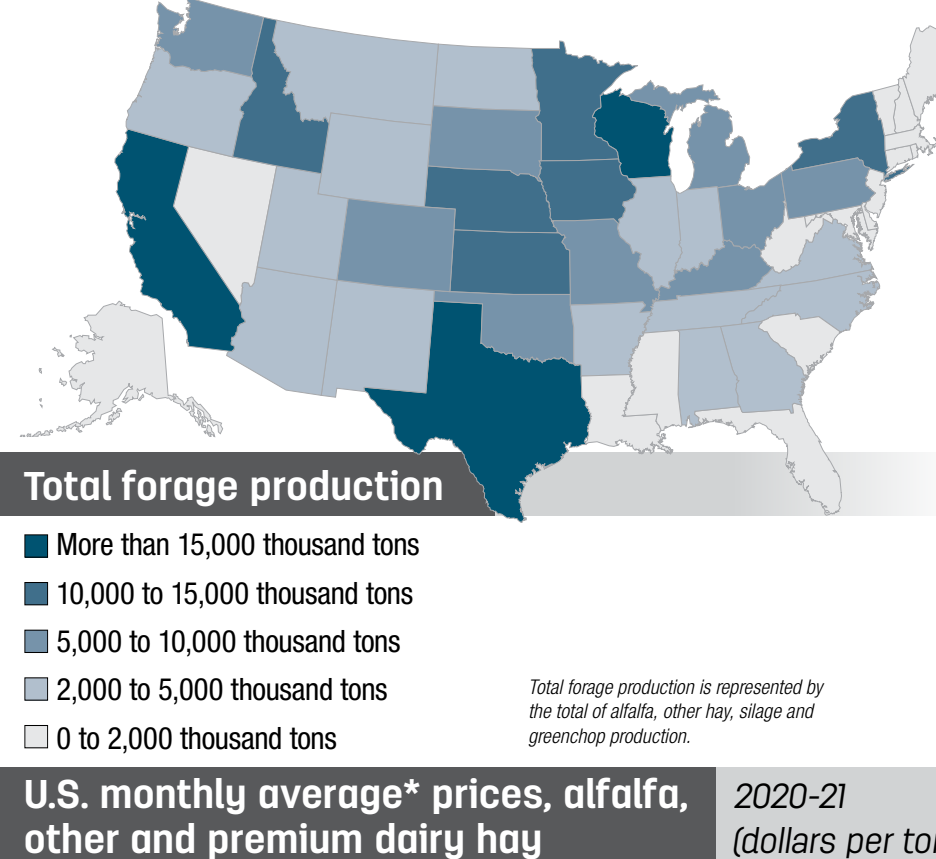 Total forage production
More than 15,000 thousand tons
10,000 to 15,000 thousand tons
5,000 to 10,000 thousand tons
2,000 to 5,000 thousand tons
0 to 2,000 thousand tons
Total forage production is represented by
the total of alfalfa, other hay, silage and
greenchop production.
U.S. monthly average* prices, alfalfa,
other and premium dairy hay
2020-21
(dollars per